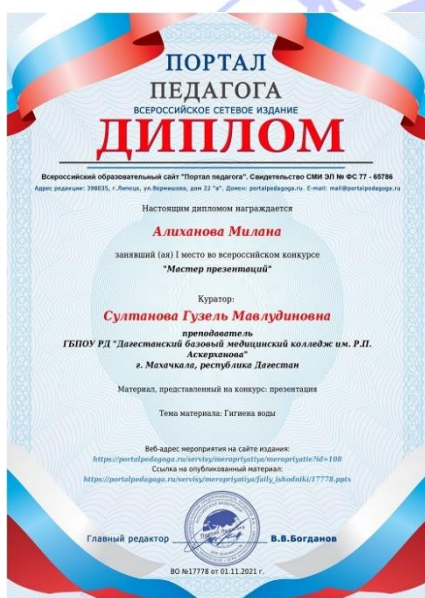 ПОРТАЛ
ПЕДАГОГА
ВСЕРОССИЙСКОЕ СЕТЕВОЕ ИЗДАНИЕ
ДИПЛОМ
Всероссийский образовательный сайт "Портал педагога". Свидетельство СМИ ЭЛ № ФС 77 - 65786
Адрес редакции: 398035, г.Липецк, ул.Вермишева, дом 22 "а". Домен: portalpedagoga.ru. E-mail: mail@portalpedagoga.ru
Настоящим дипломом награждается
Алиханова Милана
занявший (ая) I место во всероссийском конкурсе
"Мастер презентаций"
Куратор:
Султанова Гузель Мавлудиновна
преподаватель
ГБПОУ РД "Дагестанский базовый медицинский колледж им. Р.П.
Аскерханова"
г. Махачкала, республика Дагестан
Материал, представленный на конкурс: презентация
Тема материала: Гигиена воды
Веб-адрес мероприятия на сайте издания:
https://portalpedagoga.ru/servisy/meropriyatiya/meropriyatie?id=108
Ссылка на опубликованный материал:
https://portalpedagoga.ru/servisy/meropriyatiya/faily_ishodniki/17778.pptx
Главный редактор
В.В.Богданов
ВО №17778 от 01.11.2021 г.